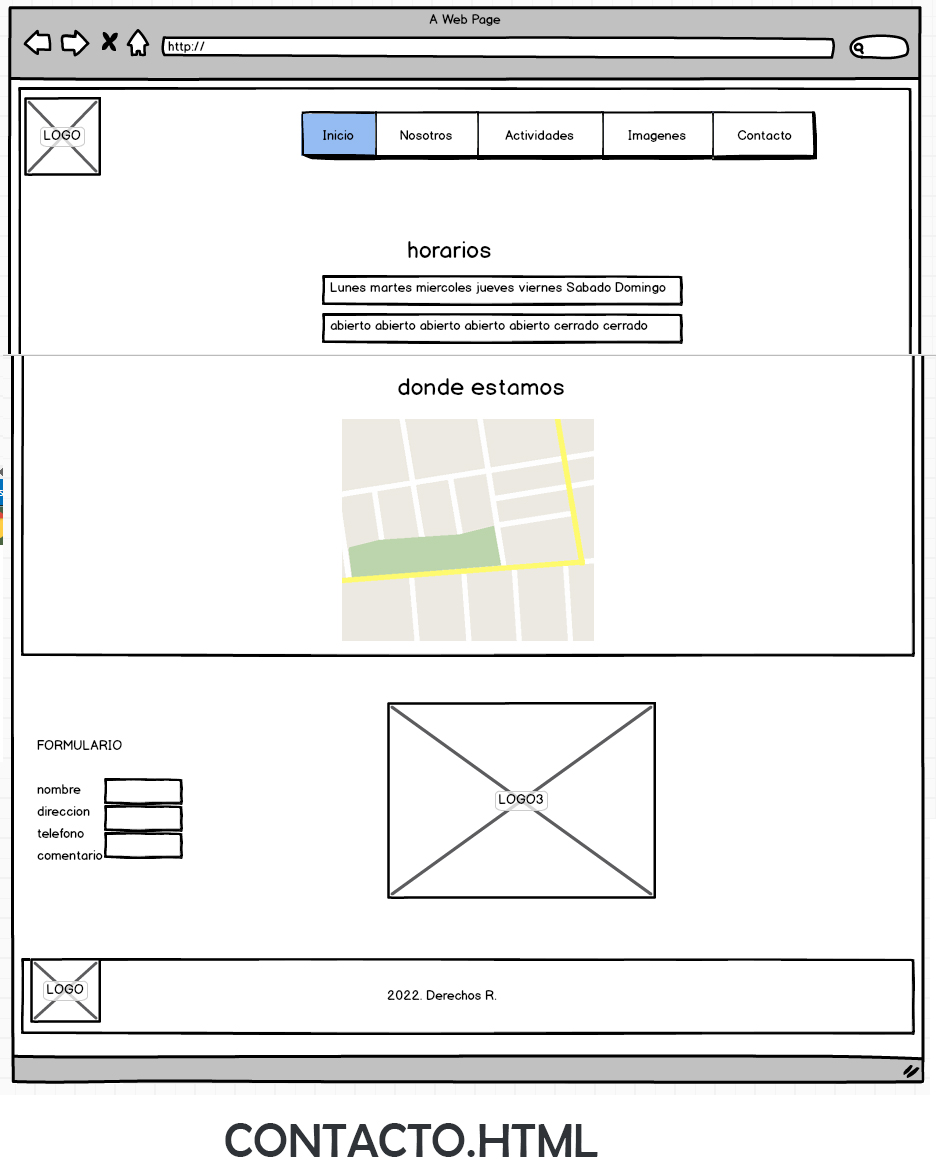 A Web Page
http://
LOGO
Inicio Nosotros Actividades Imagenes Contacto
horarios
Lunes martes miercoles jueves viernes Sabado Domingo
abierto abierto abierto abierto abierto cerrado cerrado
donde estamos
FORMULARIO
nombre
direccion
telefono
comentario
LOGO3
LOGO
2022. Derechos R.
CONTACTO.HTML